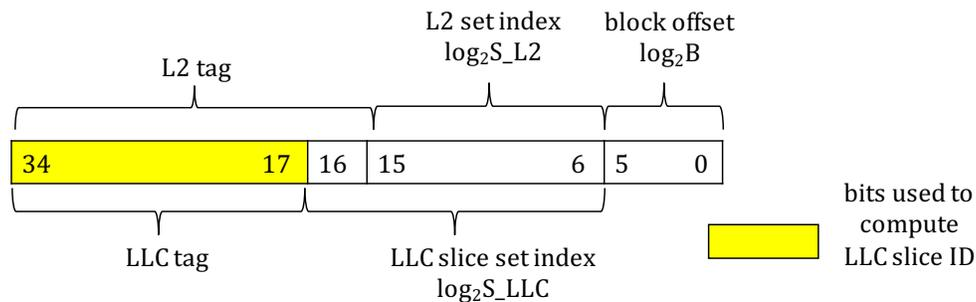 L2 set index
log₂S_L2
block offset
log₂B
L2 tag
34 17 16 15 6 5 0
LLC tag
LLC slice set index
log₂S_LLC
bits used to
compute
LLC slice ID